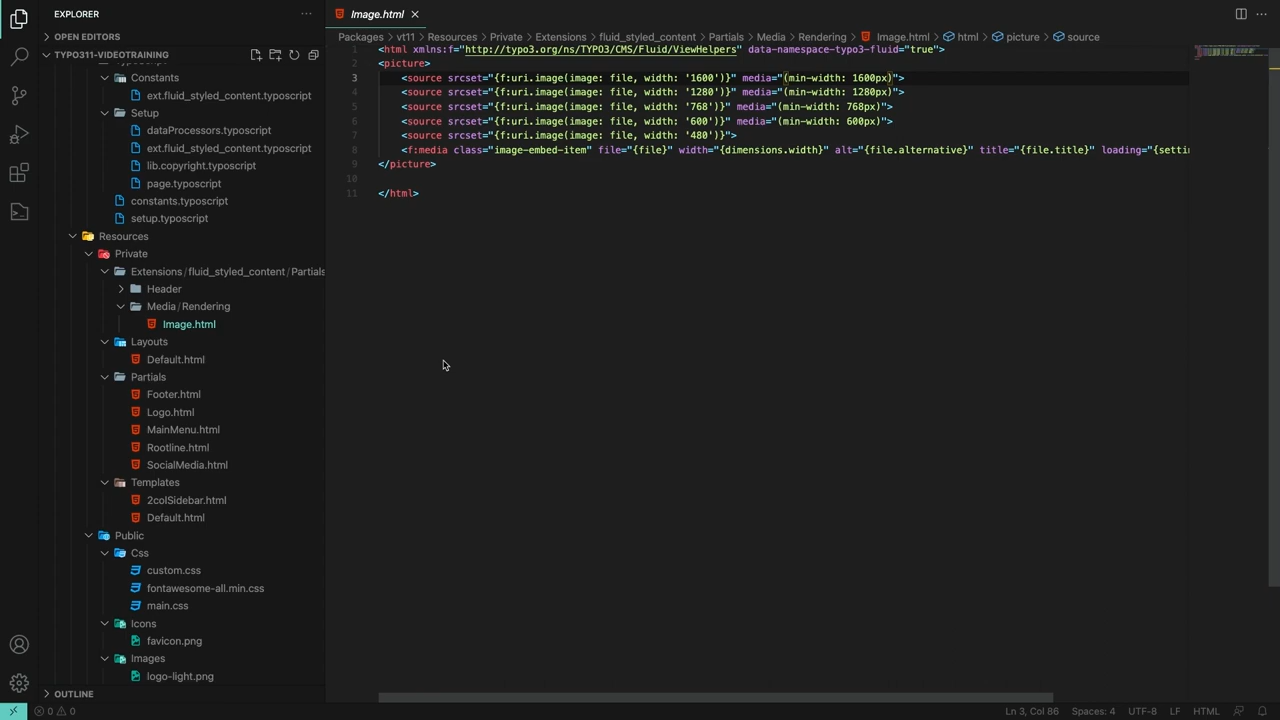 EXPLORER
OPEN EDITORS
TYPO311-VIDEOTRAINING
Constants
ext.fluid_styled_content.typoscript
Setup
dataProcessors.typoscript
ext.fluid_styled_content.typoscript
lib.copyright.typoscript
page.typoscript
constants.typoscript
setup.typoscript
Resources
Private
Extensions/fluid_styled_content/Partials
Header
Media/Rendering
Image.html
Layouts
Default.html
Partials
Footer.html
Logo.html
MainMenu.html
Rootline.html
SocialMedia.html
Templates
2colSidebar.html
Default.html
Public
Css
custom.css
fontawesome-all.min.css
main.css
Icons
favicon.png
Images
logo-light.png
OUTLINE
Image.html
Packages > vt11 > Resources > Private > Extensions > fluid_styled_content > Partials > Media > Rendering > Image.html > html > picture > source
1 <html xmlns:f="http://typo3.org/ns/TYPO3/CMS/Fluid/ViewHelpers" data-namespace-typo3-fluid="true">
2 <picture>
3 <source srcset="{f:uri.image(image: file, width: '1600')}" media="(min-width: 1600px)">
4 <source srcset="{f:uri.image(image: file, width: '1280')}" media="(min-width: 1280px)">
5 <source srcset="{f:uri.image(image: file, width: '768')}" media="(min-width: 768px)">
6 <source srcset="{f:uri.image(image: file, width: '600')}" media="(min-width: 600px)">
7 <source srcset="{f:uri.image(image: file, width: '480')}">
8 <f:media class="image-embed-item" file="{file}" width="{dimensions.width}" alt="{file.alternative}" title="{file.title}" loading="{settin
9 </picture>
10
11 </html>
0 0
Ln 3, Col 86 Spaces: 4 UTF-8 LF HTML